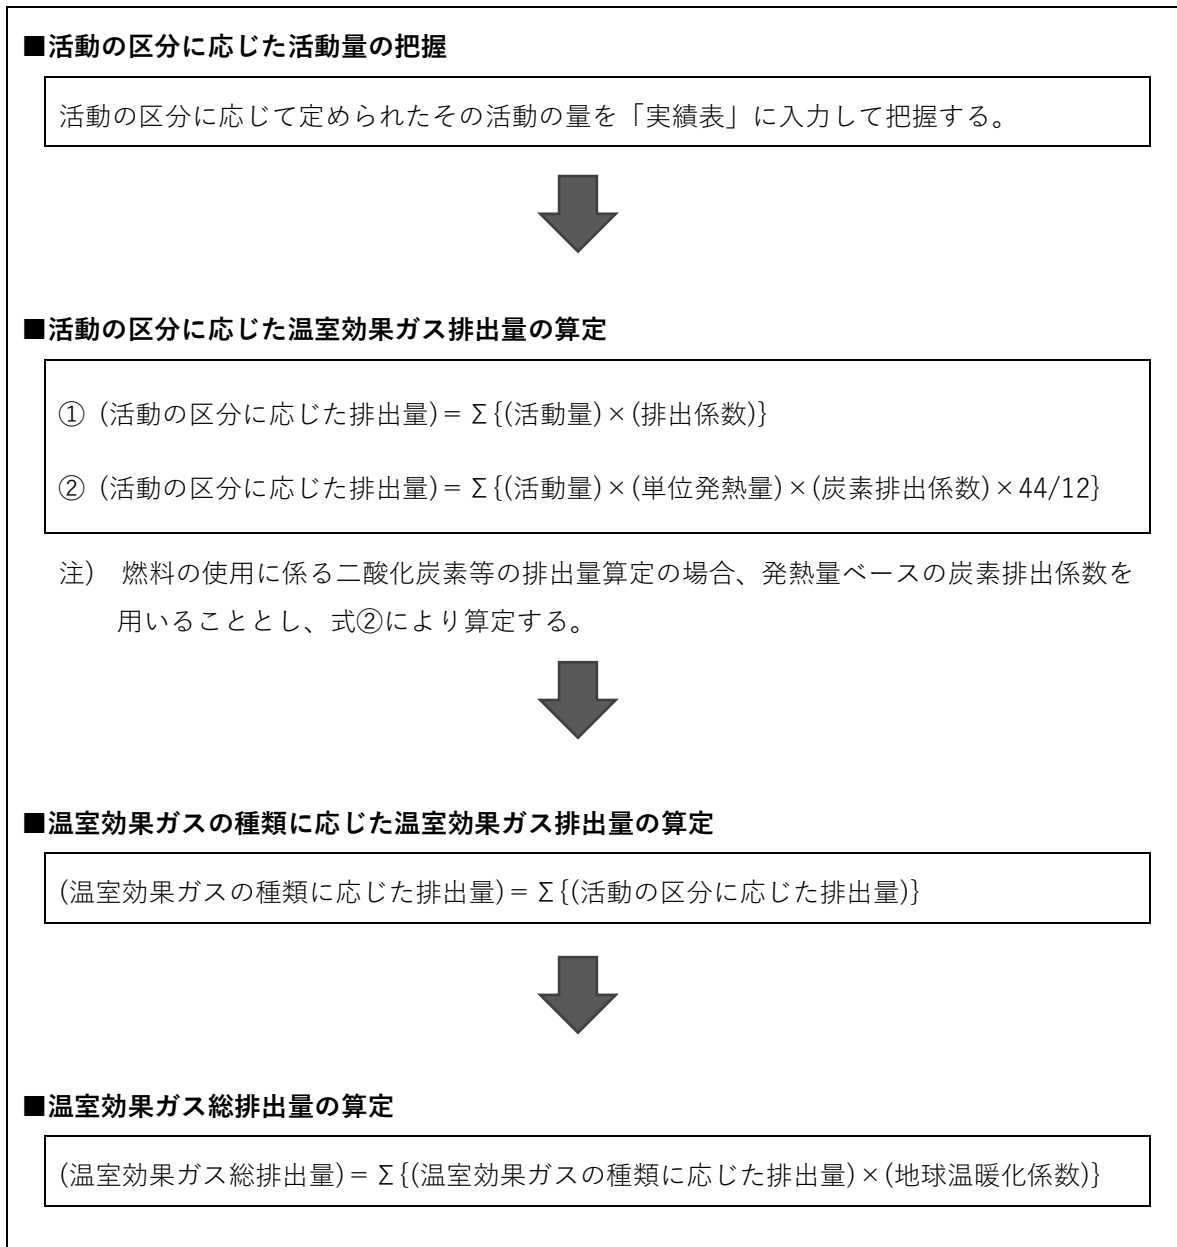 ■活動の区分に応じた活動量の把握
活動の区分に応じて定められたその活動の量を「実績表」に入力して把握する。
■活動の区分に応じた温室効果ガス排出量の算定
① (活動の区分に応じた排出量)＝Σ{(活動量)×(排出係数)}
② (活動の区分に応じた排出量)＝Σ{(活動量)×(単位発熱量)×(炭素排出係数)×44/12}
注)　燃料の使用に係る二酸化炭素等の排出量算定の場合、発熱量ベースの炭素排出係数を
用いることとし、式②により算定する。
■温室効果ガスの種類に応じた温室効果ガス排出量の算定
(温室効果ガスの種類に応じた排出量)＝Σ{(活動の区分に応じた排出量)}
■温室効果ガス総排出量の算定
(温室効果ガス総排出量)＝Σ{(温室効果ガスの種類に応じた排出量)×(地球温暖化係数)}